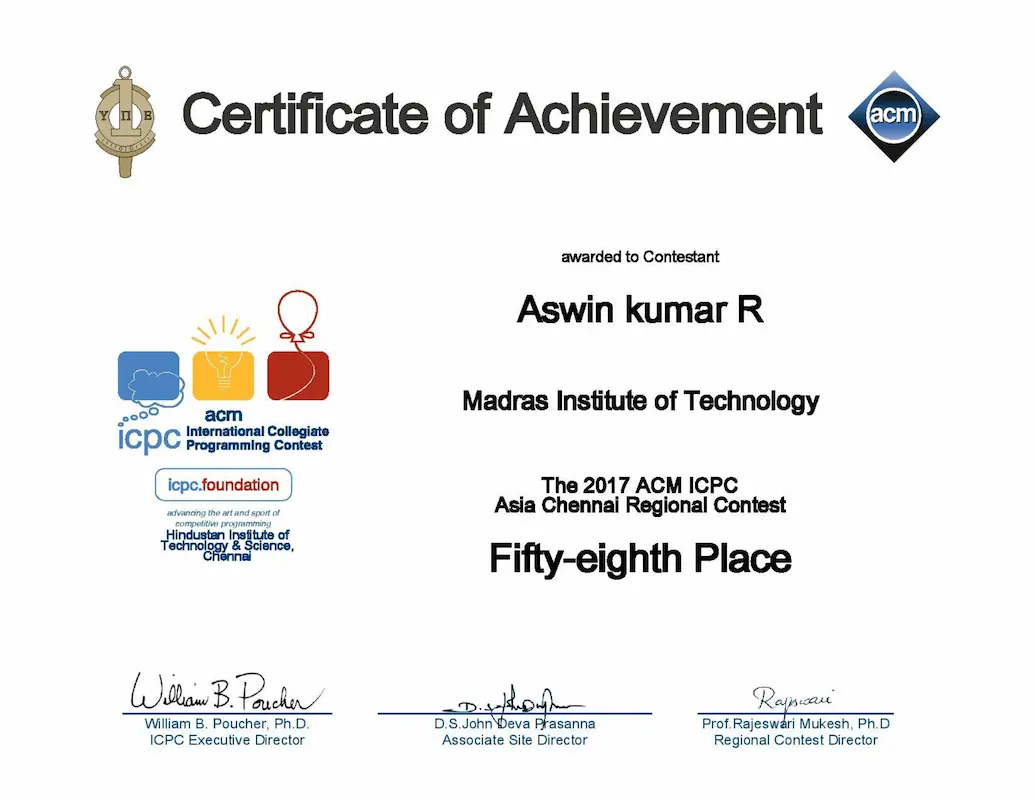 Certificate of Achievement
Υ Π Ε
acm
awarded to Contestant
Aswin kumar R
Madras Institute of Technology
The 2017 ACM ICPC
Asia Chennai Regional Contest
Fifty-eighth Place
acm
icpc International Collegiate
Programming Contest
icpc.foundation
advancing the art and sport of
competitive programming
Hindustan Institute of
Technology & Science,
Chennai
William B. Poucher
William B. Poucher, Ph.D.
ICPC Executive Director
D.S.John Deva Prasanna
Associate Site Director
Rajeswari
Prof.Rajeswari Mukesh, Ph.D
Regional Contest Director